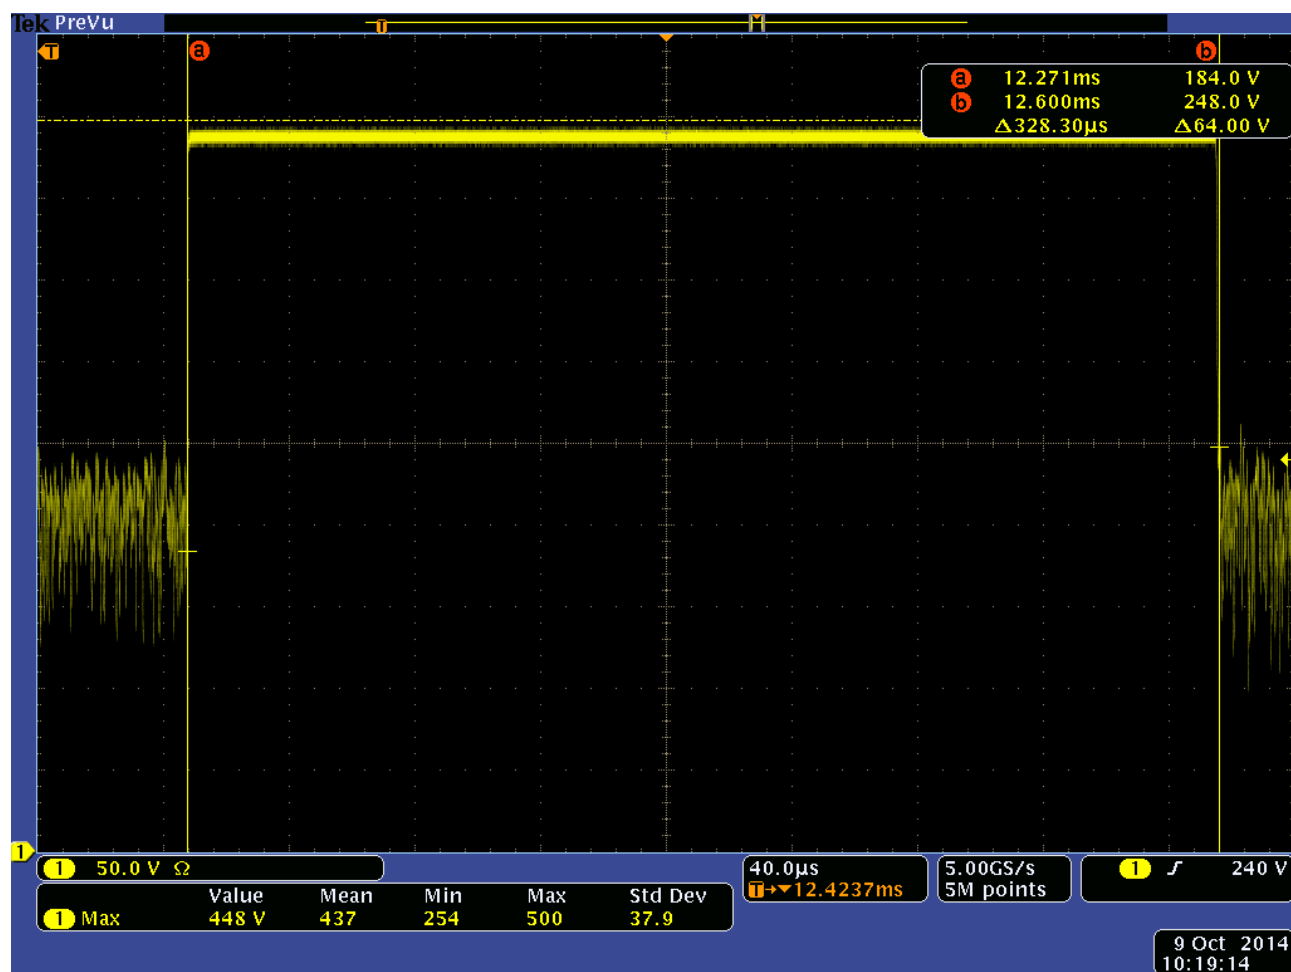 Tek PreVu
T
T
a
b
a 12.271ms 184.0 V
b 12.600ms 248.0 V
Δ328.30µs Δ64.00 V
1
1 50.0 V Ω
Value Mean Min Max Std Dev
1 Max 448 V 437 254 500 37.9
40.0µs
T→▼12.4237ms
5.00GS/s
5M points
1 240 V
9 Oct 2014
10:19:14